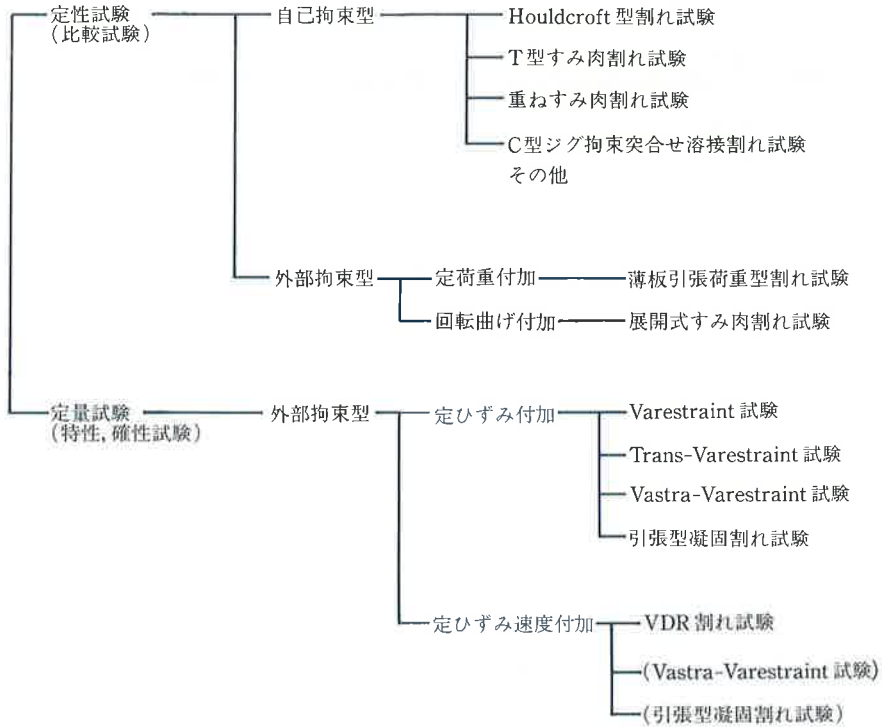 定性試験 自己拘束型 Houldcroft 型割れ試験
(比較試験)
T型すみ肉割れ試験
重ねすみ肉割れ試験
C型ジグ拘束突合せ溶接割れ試験
その他
外部拘束型 定荷重付加 薄板引張荷重型割れ試験
回転曲げ付加 展開式すみ肉割れ試験
定量試験 外部拘束型 定ひずみ付加 Varestraint 試験
(特性, 確性試験)
Trans-Varestraint 試験
Vastra-Varestraint 試験
引張型凝固割れ試験
定ひずみ速度付加 VDR 割れ試験
(Vastra-Varestraint 試験)
(引張型凝固割れ試験)